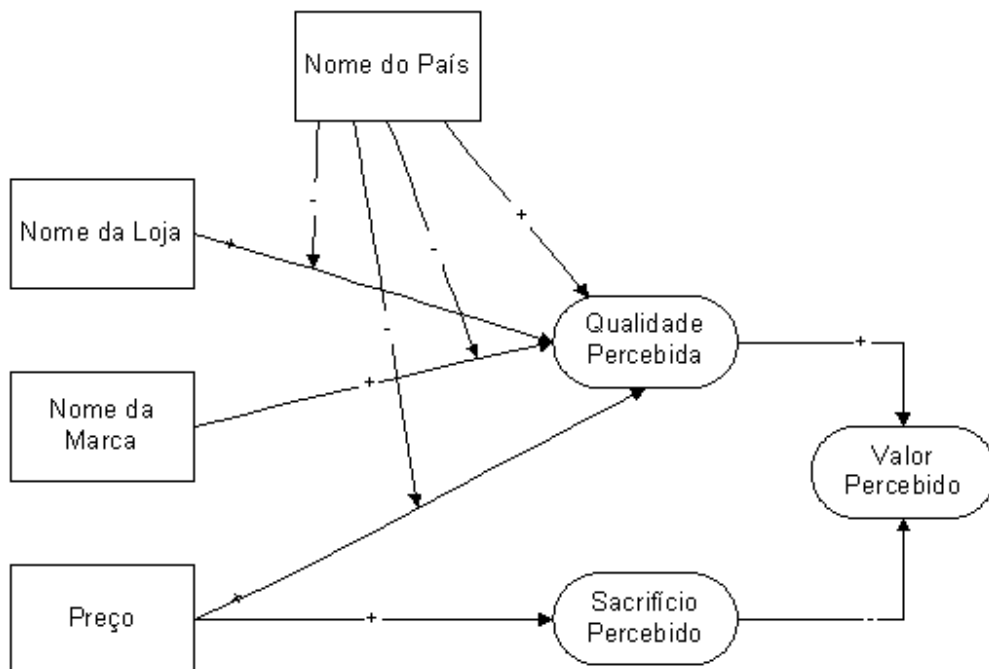 Nome do País
Nome da Loja
Qualidade
Percebida
Nome da
Marca
Valor
Percebido
Preço
Sacrifício
Percebido
+
+
+
+
+
+
-
-
-
-